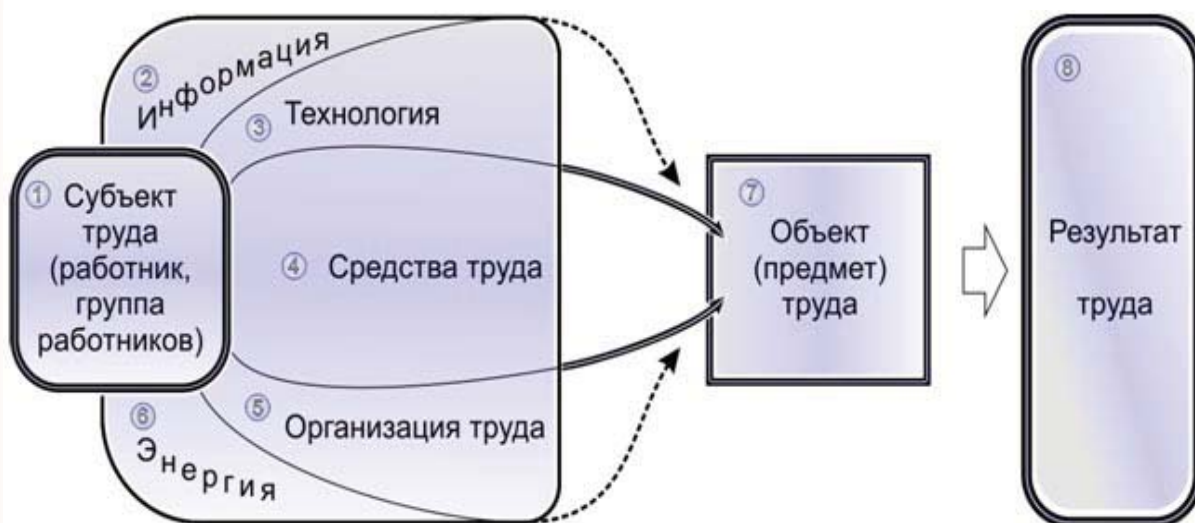 ① Субъект
труда
(работник,
группа
работников)
② Информация
③ Технология
④ Средства труда
⑤ Организация труда
⑥ Энергия
⑦
Объект
(предмет)
труда
⑧
Результат
труда